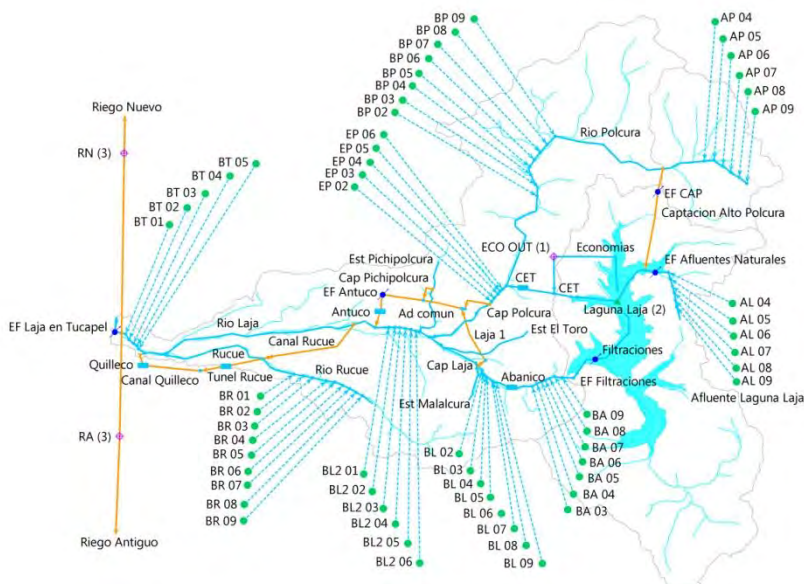 BP 09
BP 08
BP 07
BP 06
BP 05
BP 04
BP 03
BP 02
AP 04
AP 05
AP 06
AP 07
AP 08
AP 09
Riego Nuevo
RN (3)
BT 05
BT 04
BT 03
BT 02
BT 01
EP 06
EP 05
EP 04
EP 03
EP 02
Rio Polcura
EF CAP
Captacion Alto Polcura
ECO OUT (1)
Economias
EF Afluentes Naturales
Est Pichipolcura
Cap Pichipolcura
EF Antuco
Antuco
Ad comun
Cap Polcura
CET
CET
Laguna Laja (2)
Est El Toro
Laja 1
EF Laja en Tucapel
Rio Laja
Canal Rucue
Rucue
Quilleco
Canal Quilleco
Tunel Rucue
Rio Rucue
Cap Laja
Abanico
Filtraciones
EF Filtraciones
Est Malalcura
AL 04
AL 05
AL 06
AL 07
AL 08
AL 09
Afluente Laguna Laja
BR 01
BR 02
BR 03
BR 04
BR 05
BR 06
BR 07
BR 08
BR 09
RA (3)
Riego Antiguo
BL2 01
BL2 02
BL2 03
BL2 04
BL2 05
BL2 06
BL 02
BL 03
BL 04
BL 05
BL 06
BL 07
BL 08
BL 09
BA 09
BA 08
BA 07
BA 06
BA 05
BA 04
BA 03